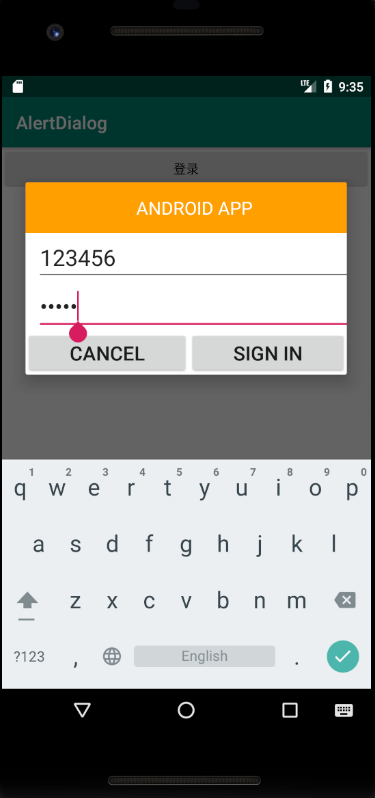 LTE 9:35
AlertDialog
登录
ANDROID APP
123456
•••••
CANCEL SIGN IN
1 2 3 4 5 6 7 8 9 0
q w e r t y u i o p
a s d f g h j k l
z x c v b n m
?123 , English .